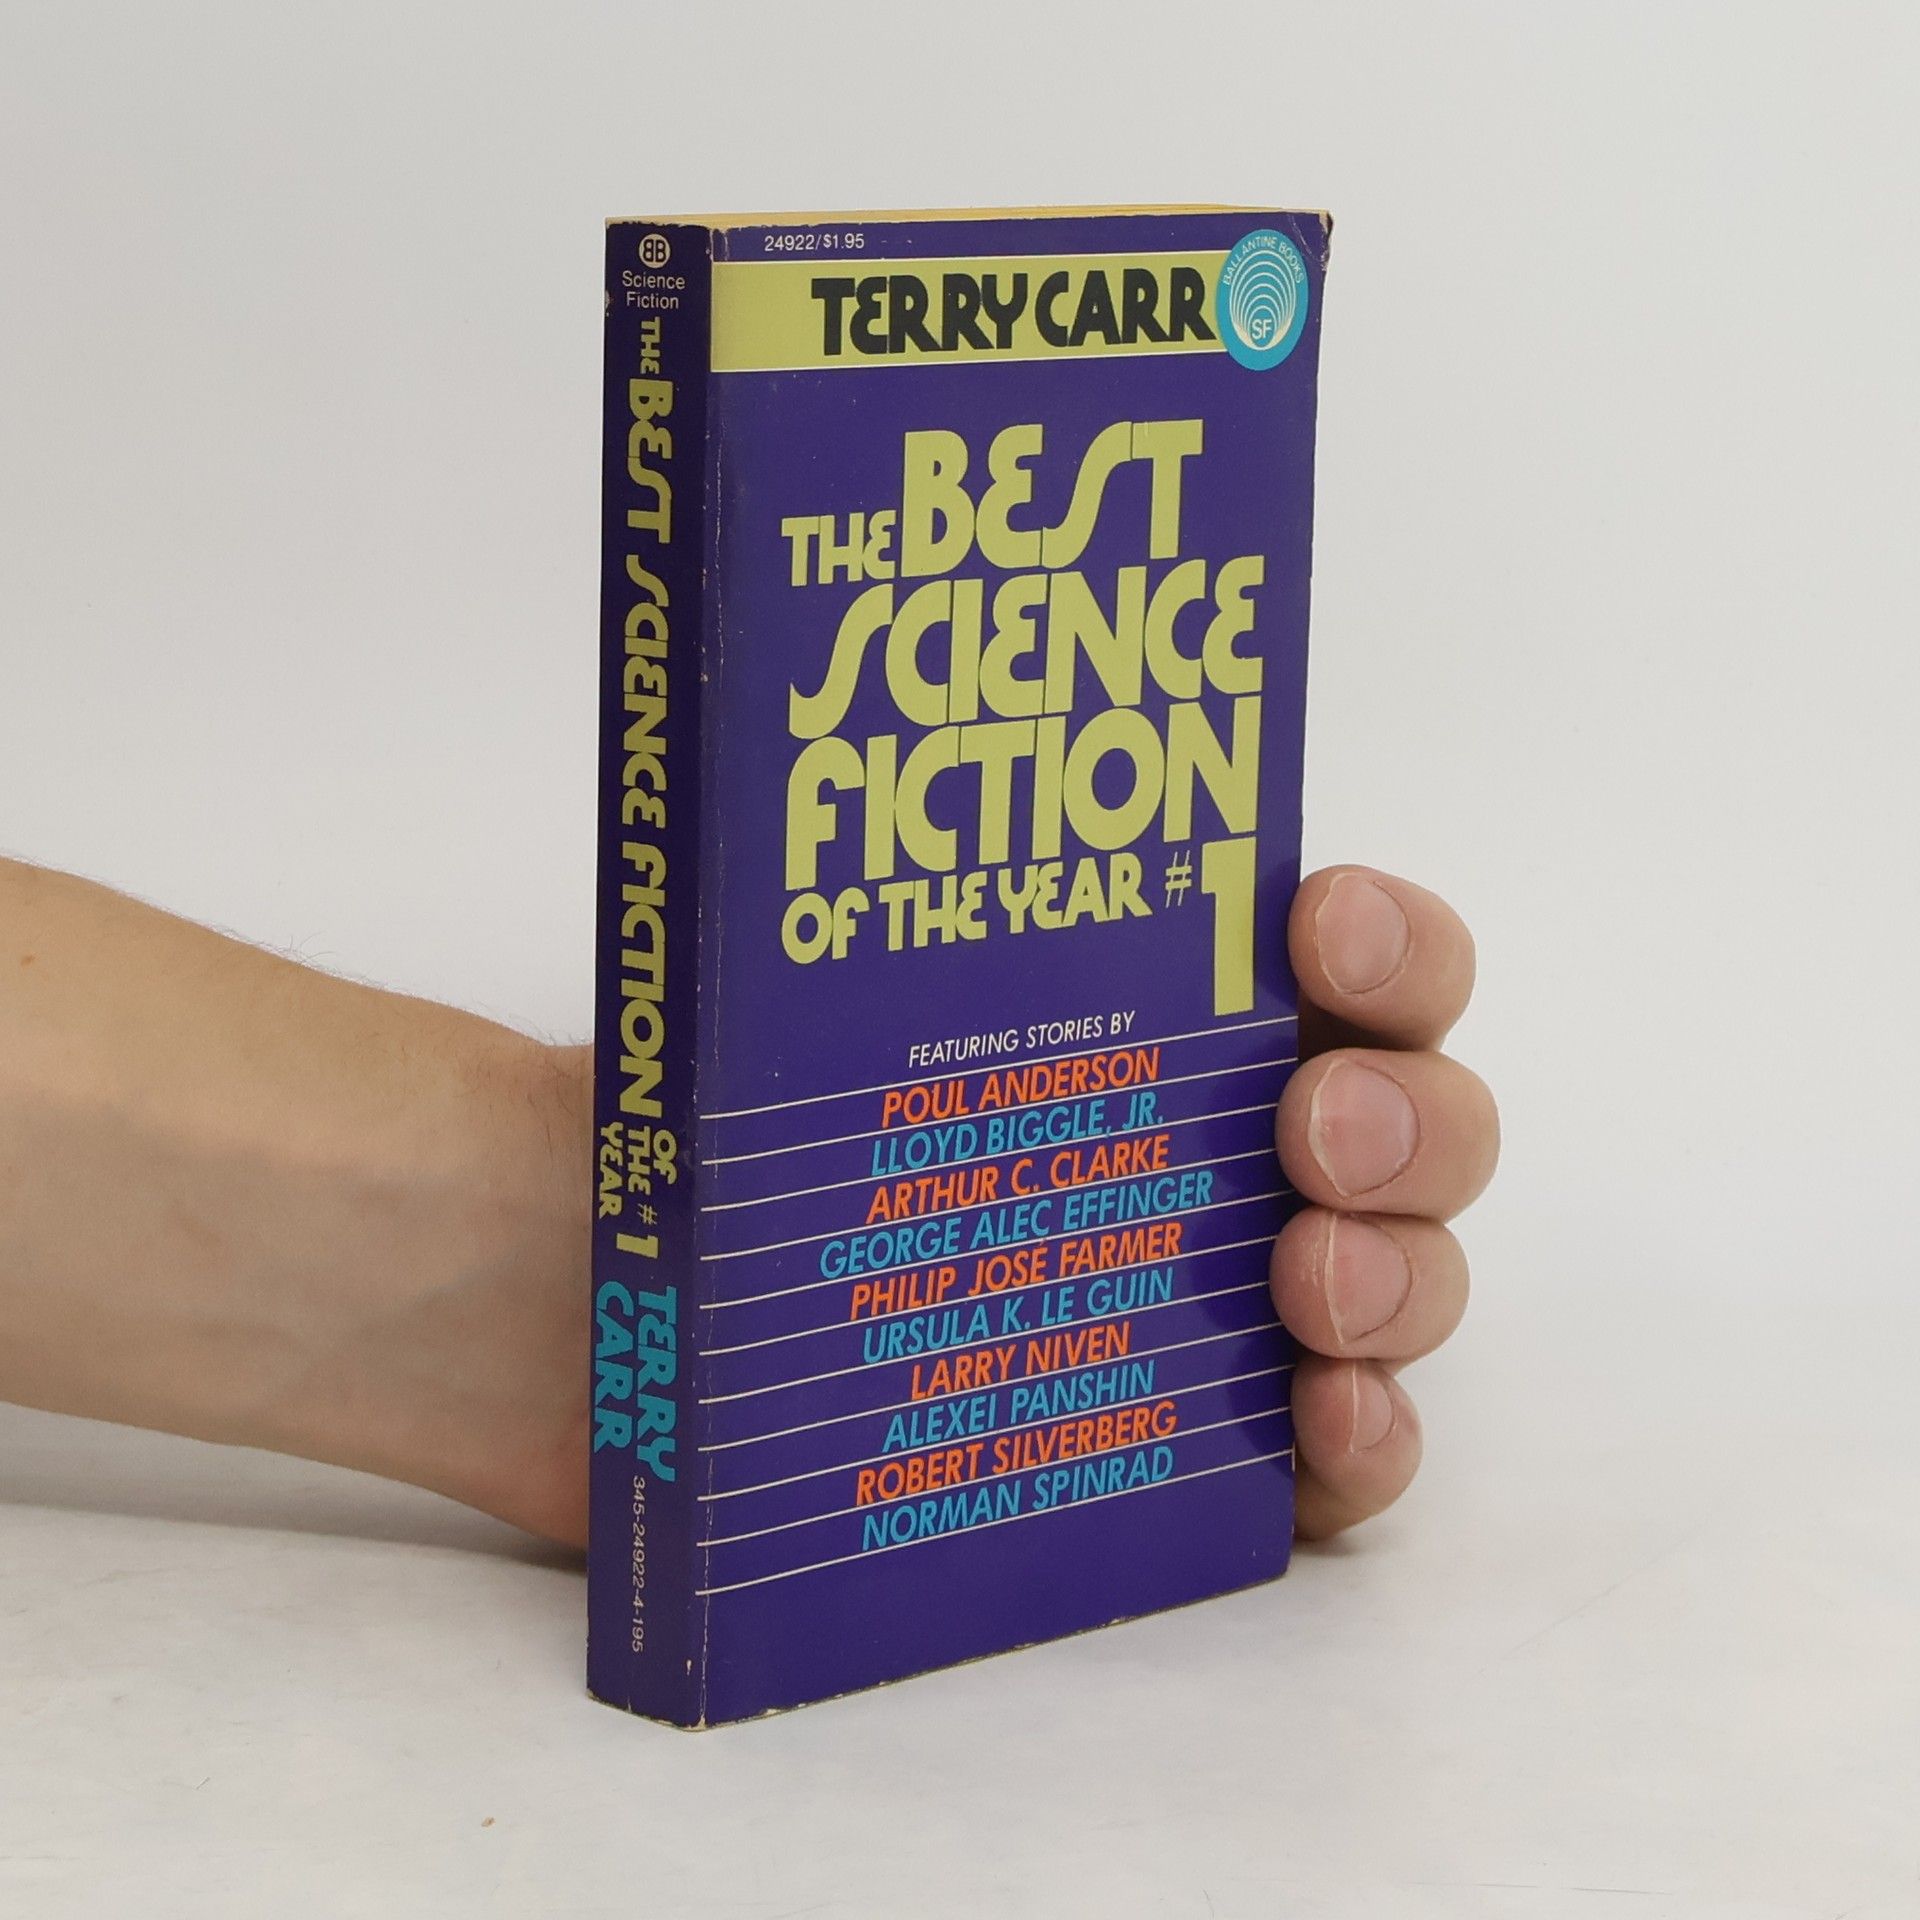 BB
Science
Fiction
THE BEST SCIENCE FICTION OF THE YEAR #1
TERRY CARR
345-24922-4-195
24922/$1.95
TERRY CARR
BALLANTINE BOOKS
SF
THE BEST
SCIENCE
FICTION
OF THE YEAR #1
FEATURING STORIES BY
POUL ANDERSON
LLOYD BIGGLE, JR.
ARTHUR C. CLARKE
GEORGE ALEC EFFINGER
PHILIP JOSÉ FARMER
URSULA K. LE GUIN
LARRY NIVEN
ALEXEI PANSHIN
ROBERT SILVERBERG
NORMAN SPINRAD